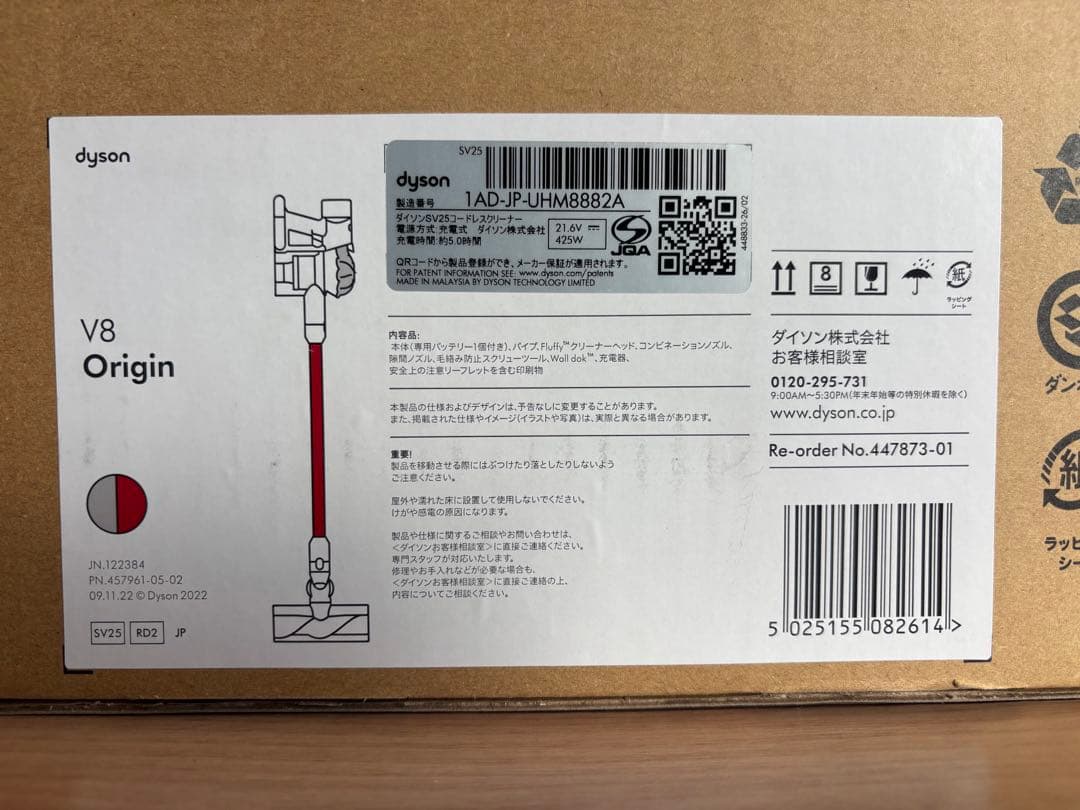 dyson
V8
Origin
JN.122384
PN.457961-05-02
09.11.22 © Dyson 2022
SV25 RD2 JP
SV25
dyson
製造番号 1AD-JP-UHM8882A
ダイソンSV25コードレスクリーナー
電源方式:充電式 ダイソン株式会社
充電時間:約5.0時間
21.6V
425W
JQA
448833-26/02
QRコードから製品登録ができ、メーカー保証が適用されます。
FOR PATENT INFORMATION SEE: www.dyson.com/patents
MADE IN MALAYSIA BY DYSON TECHNOLOGY LIMITED
内容品:
本体(専用バッテリー1個付き)、パイプ、Fluffy™クリーナーヘッド、コンビネーションノズル、
隙間ノズル、毛絡み防止スクリューツール、Wall dok™、充電器、
安全上の注意リーフレットを含む印刷物
本製品の仕様およびデザインは、予告なしに変更することがあります。
また、掲載された仕様やイメージ(イラストや写真)は、実際と異なる場合があります。
重要!
製品を移動させる際にはぶつけたり落としたりしないよう
ご注意ください。
屋外や濡れた床に設置して使用しないでください。
けがや感電の原因になります。
製品や仕様に関するご相談やお問い合わせは、
<ダイソンお客様相談室>に直接ご連絡ください。
専門スタッフが対応いたします。
修理やお手入れなどが必要な場合も、
<ダイソンお客様相談室>に直接ご連絡の上、
内容についてご相談ください。
8
紙
ラッピング
シート
ダイソン株式会社
お客様相談室
0120-295-731
9:00AM〜5:30PM(年末年始等の特別休暇を除く)
www.dyson.co.jp
Re-order No.447873-01
5 025155 082614 >
ダン
紙
ラッピ
シー